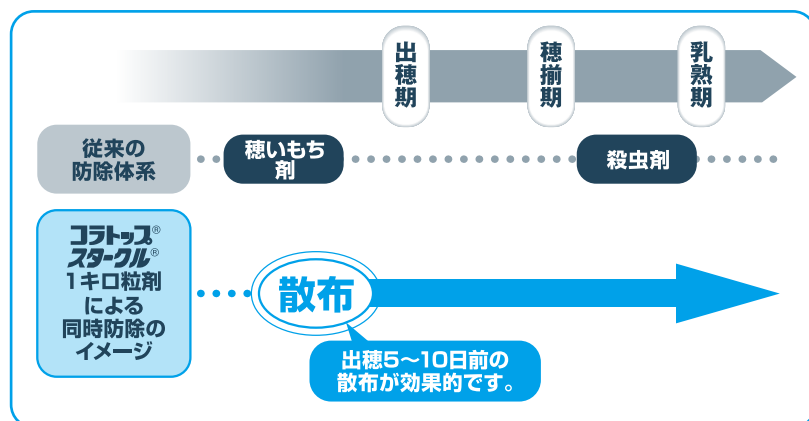 出穂期
穂揃期
乳熟期
従来の
防除体系
穂いもち
剤
殺虫剤
コラトップ®
スタークル®
1キロ粒剤
による
同時防除の
イメージ
散布
出穂5〜10日前の
散布が効果的です。